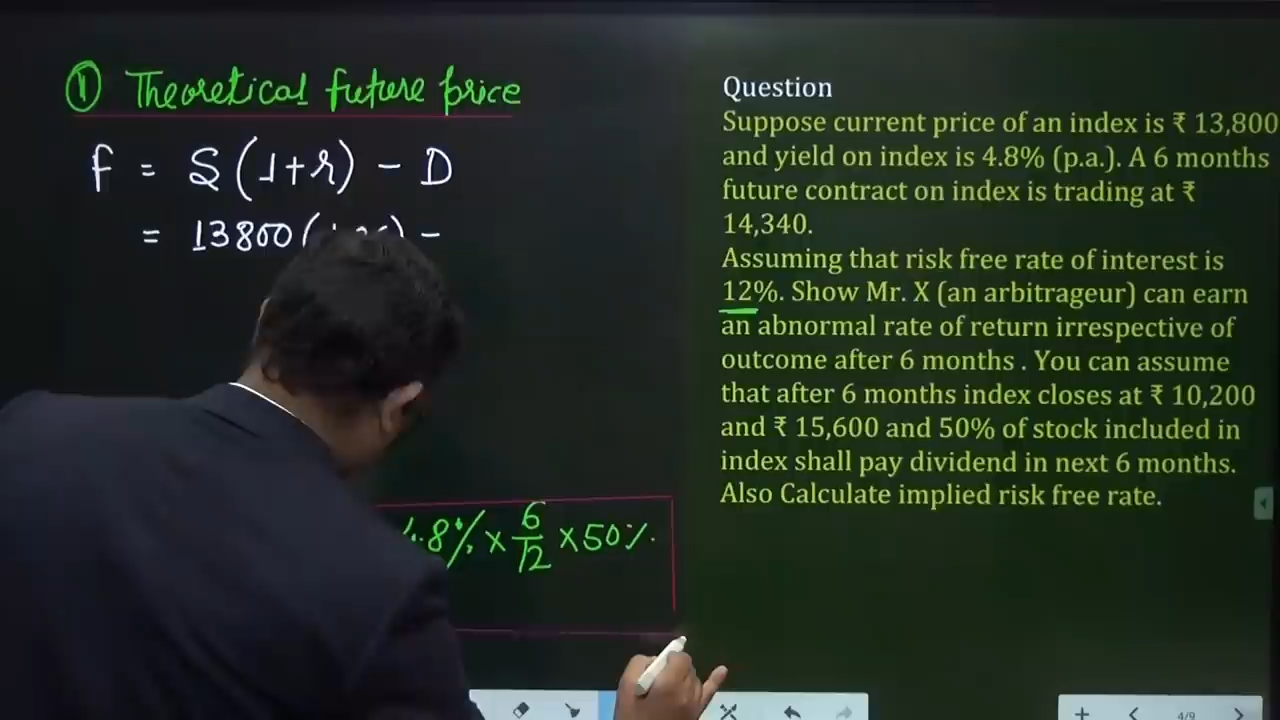 ① Theoretical future price
F = S (1+r) - D
= 13800 ( ) -
4.8% × 6/12 × 50%
Question
Suppose current price of an index is ₹ 13,800
and yield on index is 4.8% (p.a.). A 6 months
future contract on index is trading at ₹
14,340.
Assuming that risk free rate of interest is
12%. Show Mr. X (an arbitrageur) can earn
an abnormal rate of return irrespective of
outcome after 6 months . You can assume
that after 6 months index closes at ₹ 10,200
and ₹ 15,600 and 50% of stock included in
index shall pay dividend in next 6 months.
Also Calculate implied risk free rate.
4/9